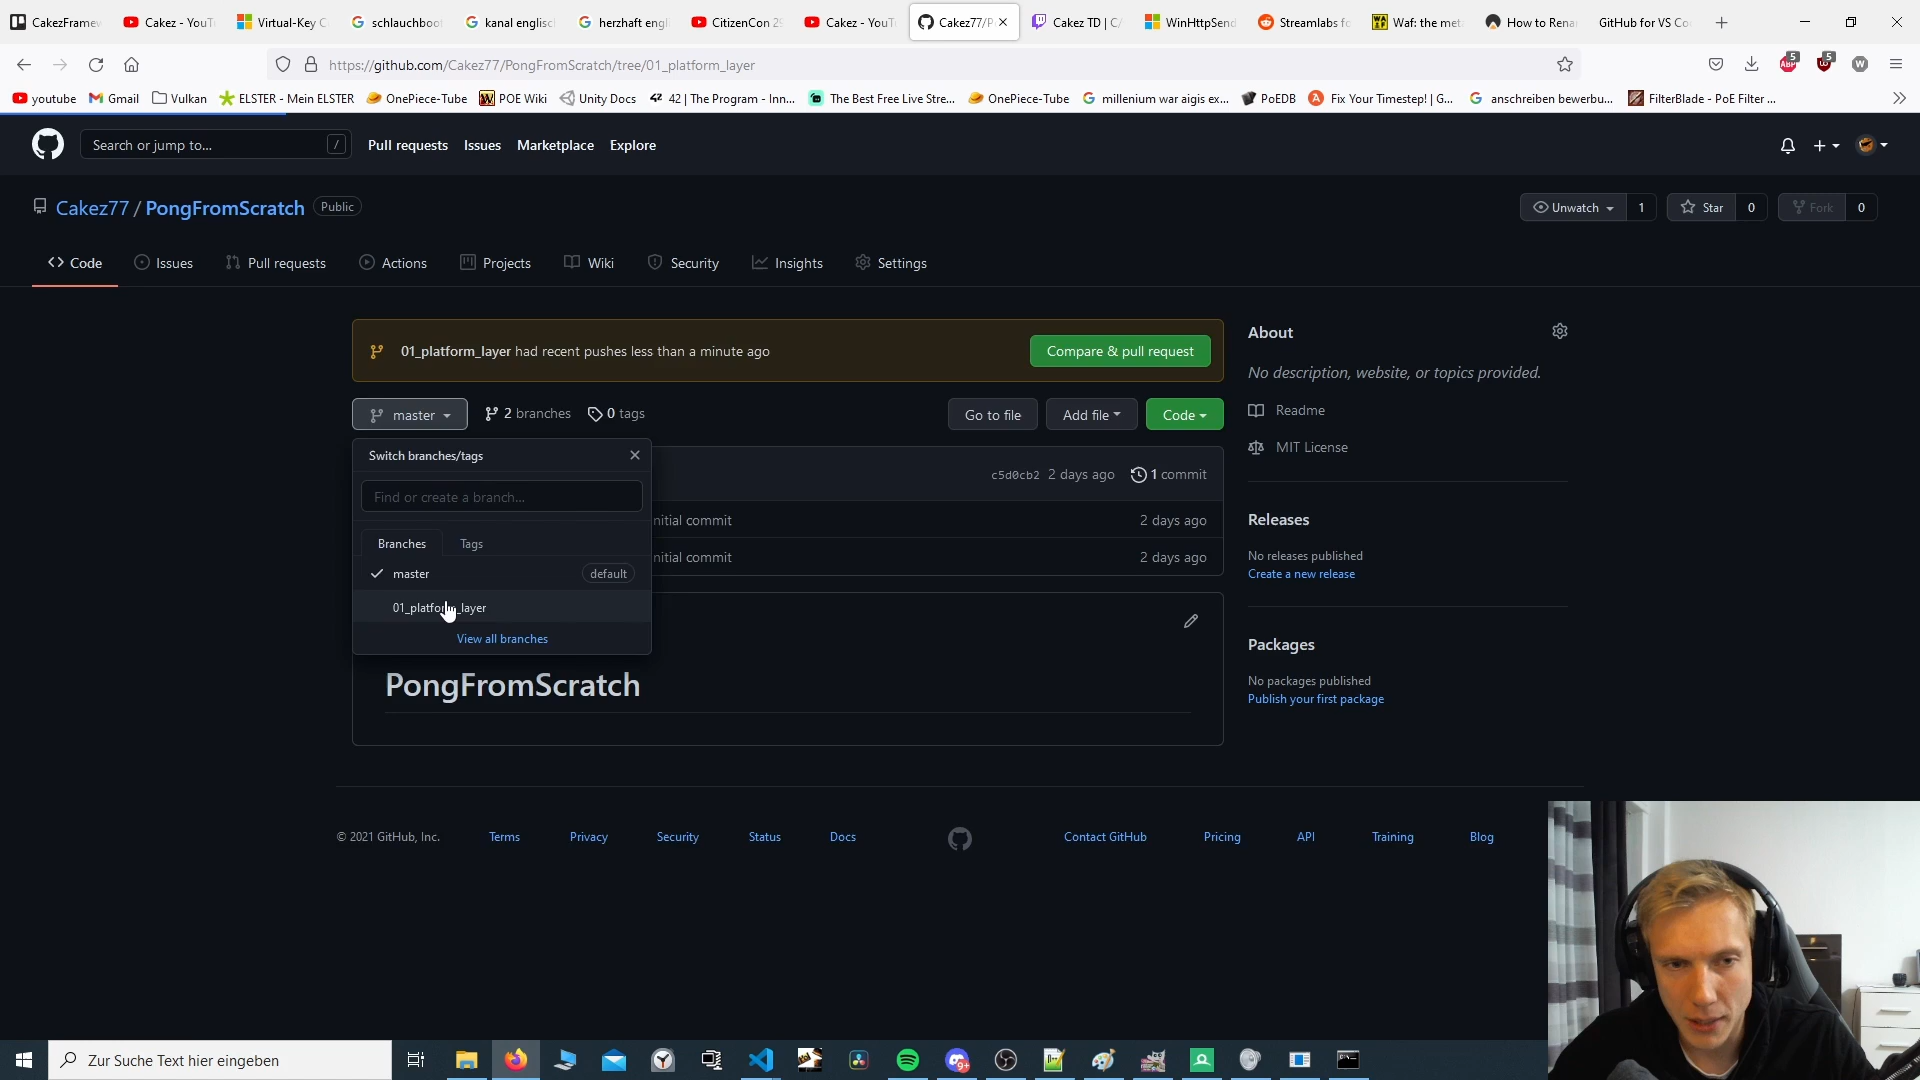 CakezFramew
Cakez - YouT
Virtual-Key C
schlauchboot
kanal englisc
herzhaft engl
CitizenCon 29
Cakez - YouTu
Cakez77/P
Cakez TD | C/
WinHttpSend
Streamlabs fo
Waf: the meta
How to Rena
GitHub for VS Co
https://github.com/Cakez77/PongFromScratch/tree/01_platform_layer
5
5
youtube
Gmail
Vulkan
ELSTER - Mein ELSTER
OnePiece-Tube
POE Wiki
Unity Docs
42 | The Program - Inn...
The Best Free Live Stre...
OnePiece-Tube
millenium war aigis ex...
PoEDB
Fix Your Timestep! | G...
anschreiben bewerbu...
FilterBlade - PoE Filter ...
Search or jump to...
/
Pull requests
Issues
Marketplace
Explore
Cakez77 / PongFromScratch
Public
Unwatch
1
Star
0
Fork
0
Code
Issues
Pull requests
Actions
Projects
Wiki
Security
Insights
Settings
01_platform_layer had recent pushes less than a minute ago
Compare & pull request
master
2 branches
0 tags
Go to file
Add file
Code
Switch branches/tags
Find or create a branch...
Branches
Tags
master
default
01_platform_layer
View all branches
c5d0cb2 2 days ago
1 commit
nitial commit
2 days ago
nitial commit
2 days ago
PongFromScratch
About
No description, website, or topics provided.
Readme
MIT License
Releases
No releases published
Create a new release
Packages
No packages published
Publish your first package
© 2021 GitHub, Inc.
Terms
Privacy
Security
Status
Docs
Contact GitHub
Pricing
API
Training
Blog
Zur Suche Text hier eingeben